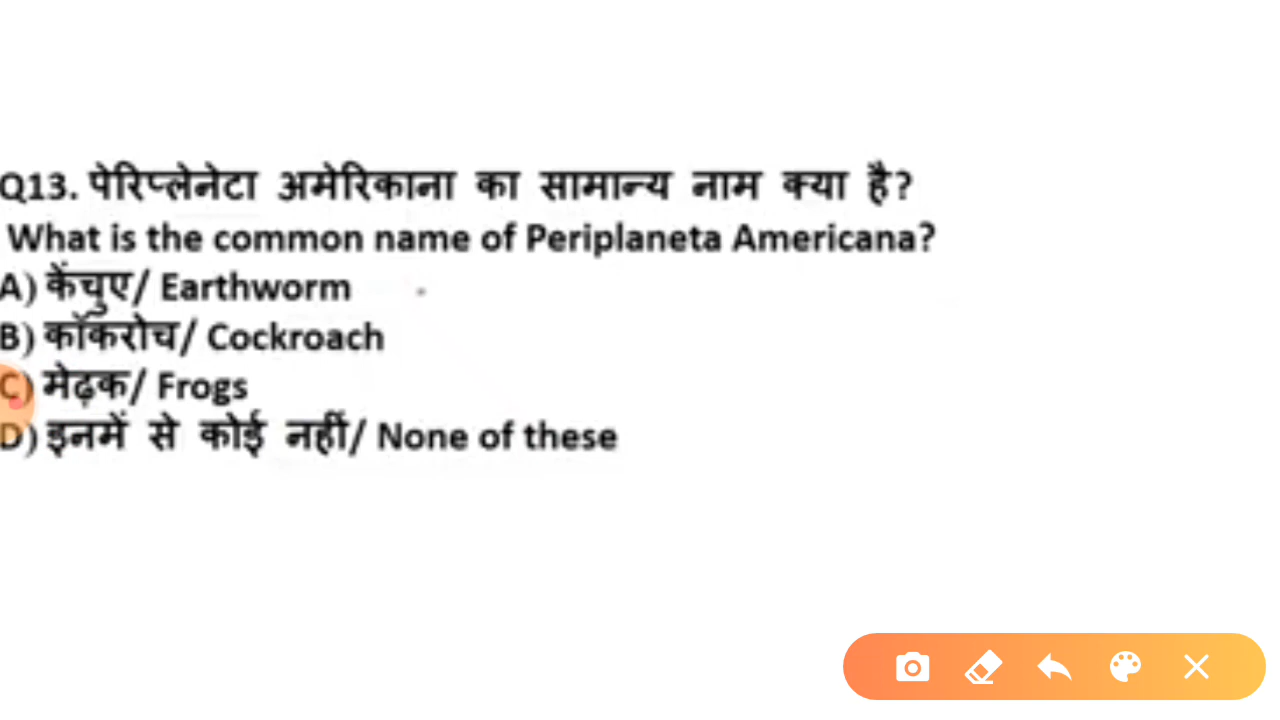 Q13. पेरिप्लेनेटा अमेरिकाना का सामान्य नाम क्या है?
What is the common name of Periplaneta Americana?
A) केंचुए/ Earthworm
B) कॉकरोच/ Cockroach
C) मेढ़क/ Frogs
D) इनमें से कोई नहीं/ None of these